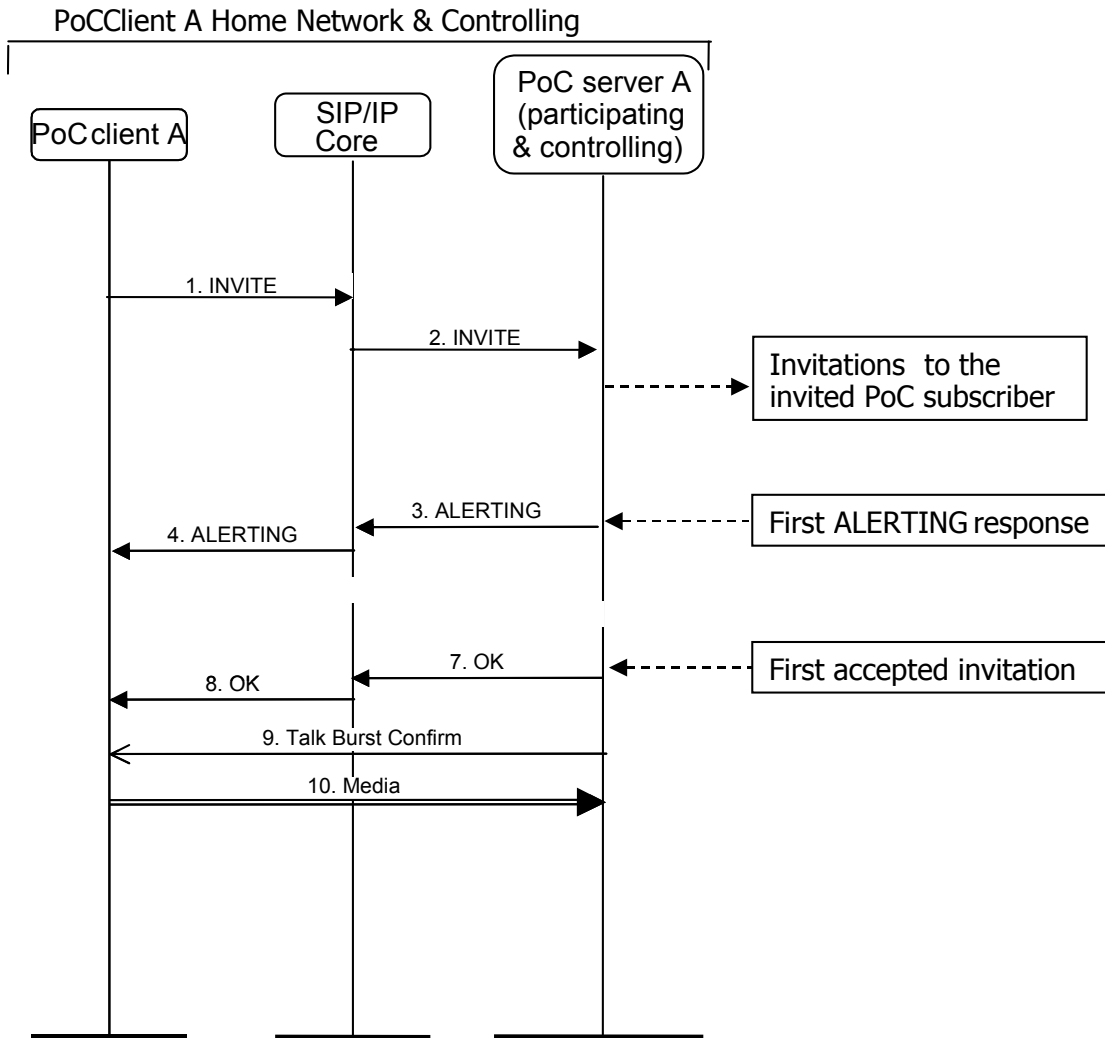 PoCClient A Home Network & Controlling
PoC client A
SIP/IP
Core
PoC server A
(participating
& controlling)
1. INVITE
2. INVITE
Invitations to the
invited PoC subscriber
3. ALERTING
First ALERTING response
4. ALERTING
7. OK
First accepted invitation
8. OK
9. Talk Burst Confirm
10. Media